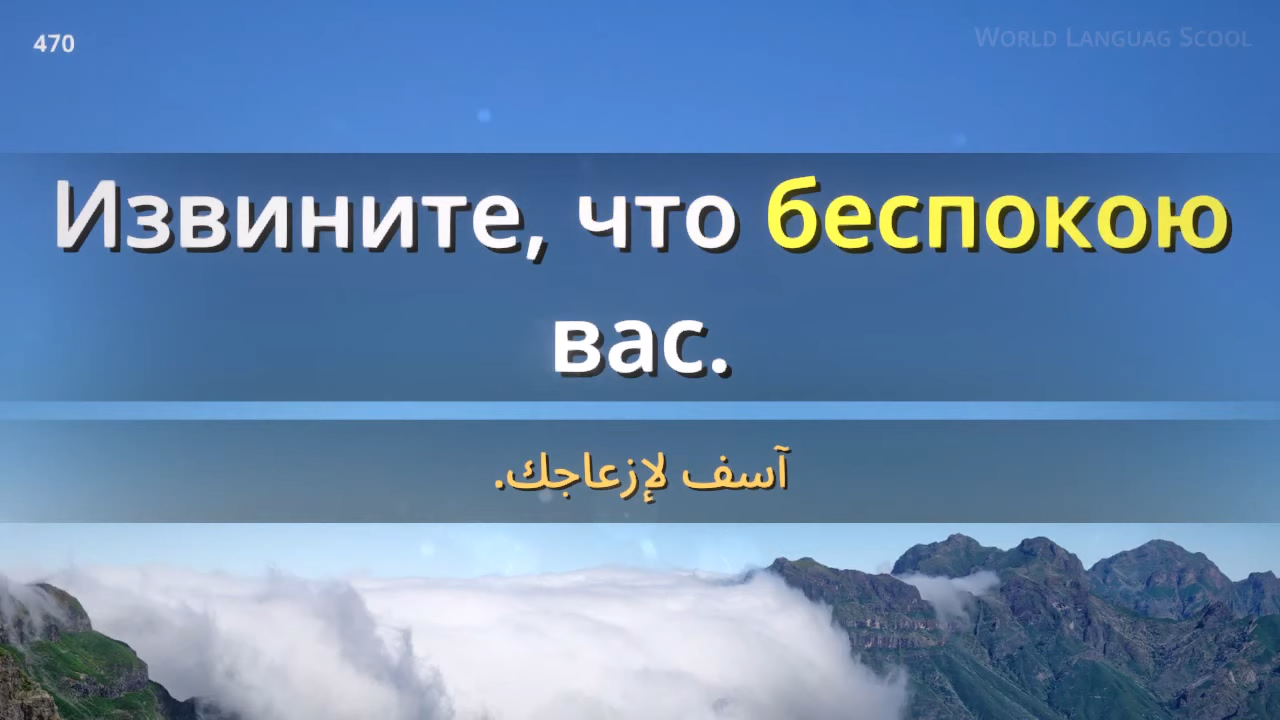 470
World Languag Scool
Извините, что беспокою
вас.
آسف لإزعاجك.